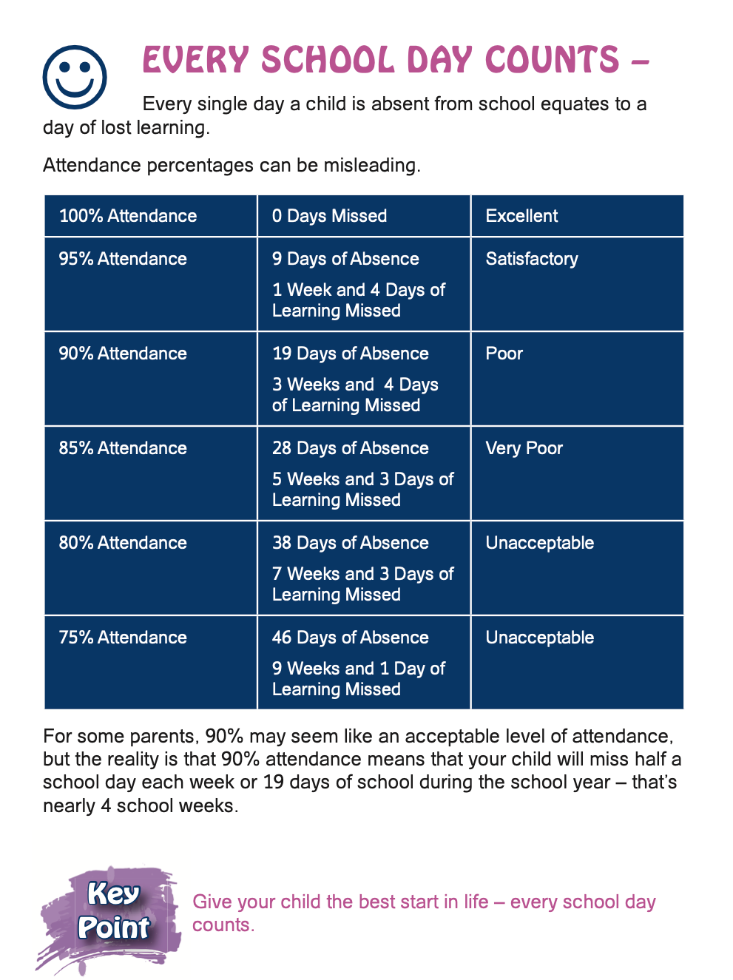 EVERY SCHOOL DAY COUNTS –
Every single day a child is absent from school equates to a
day of lost learning.
Attendance percentages can be misleading.
100% Attendance 0 Days Missed Excellent
95% Attendance 9 Days of Absence Satisfactory
1 Week and 4 Days of
Learning Missed
90% Attendance 19 Days of Absence Poor
3 Weeks and 4 Days
of Learning Missed
85% Attendance 28 Days of Absence Very Poor
5 Weeks and 3 Days of
Learning Missed
80% Attendance 38 Days of Absence Unacceptable
7 Weeks and 3 Days of
Learning Missed
75% Attendance 46 Days of Absence Unacceptable
9 Weeks and 1 Day of
Learning Missed
For some parents, 90% may seem like an acceptable level of attendance,
but the reality is that 90% attendance means that your child will miss half a
school day each week or 19 days of school during the school year – that's
nearly 4 school weeks.
Key
Point
Give your child the best start in life – every school day
counts.